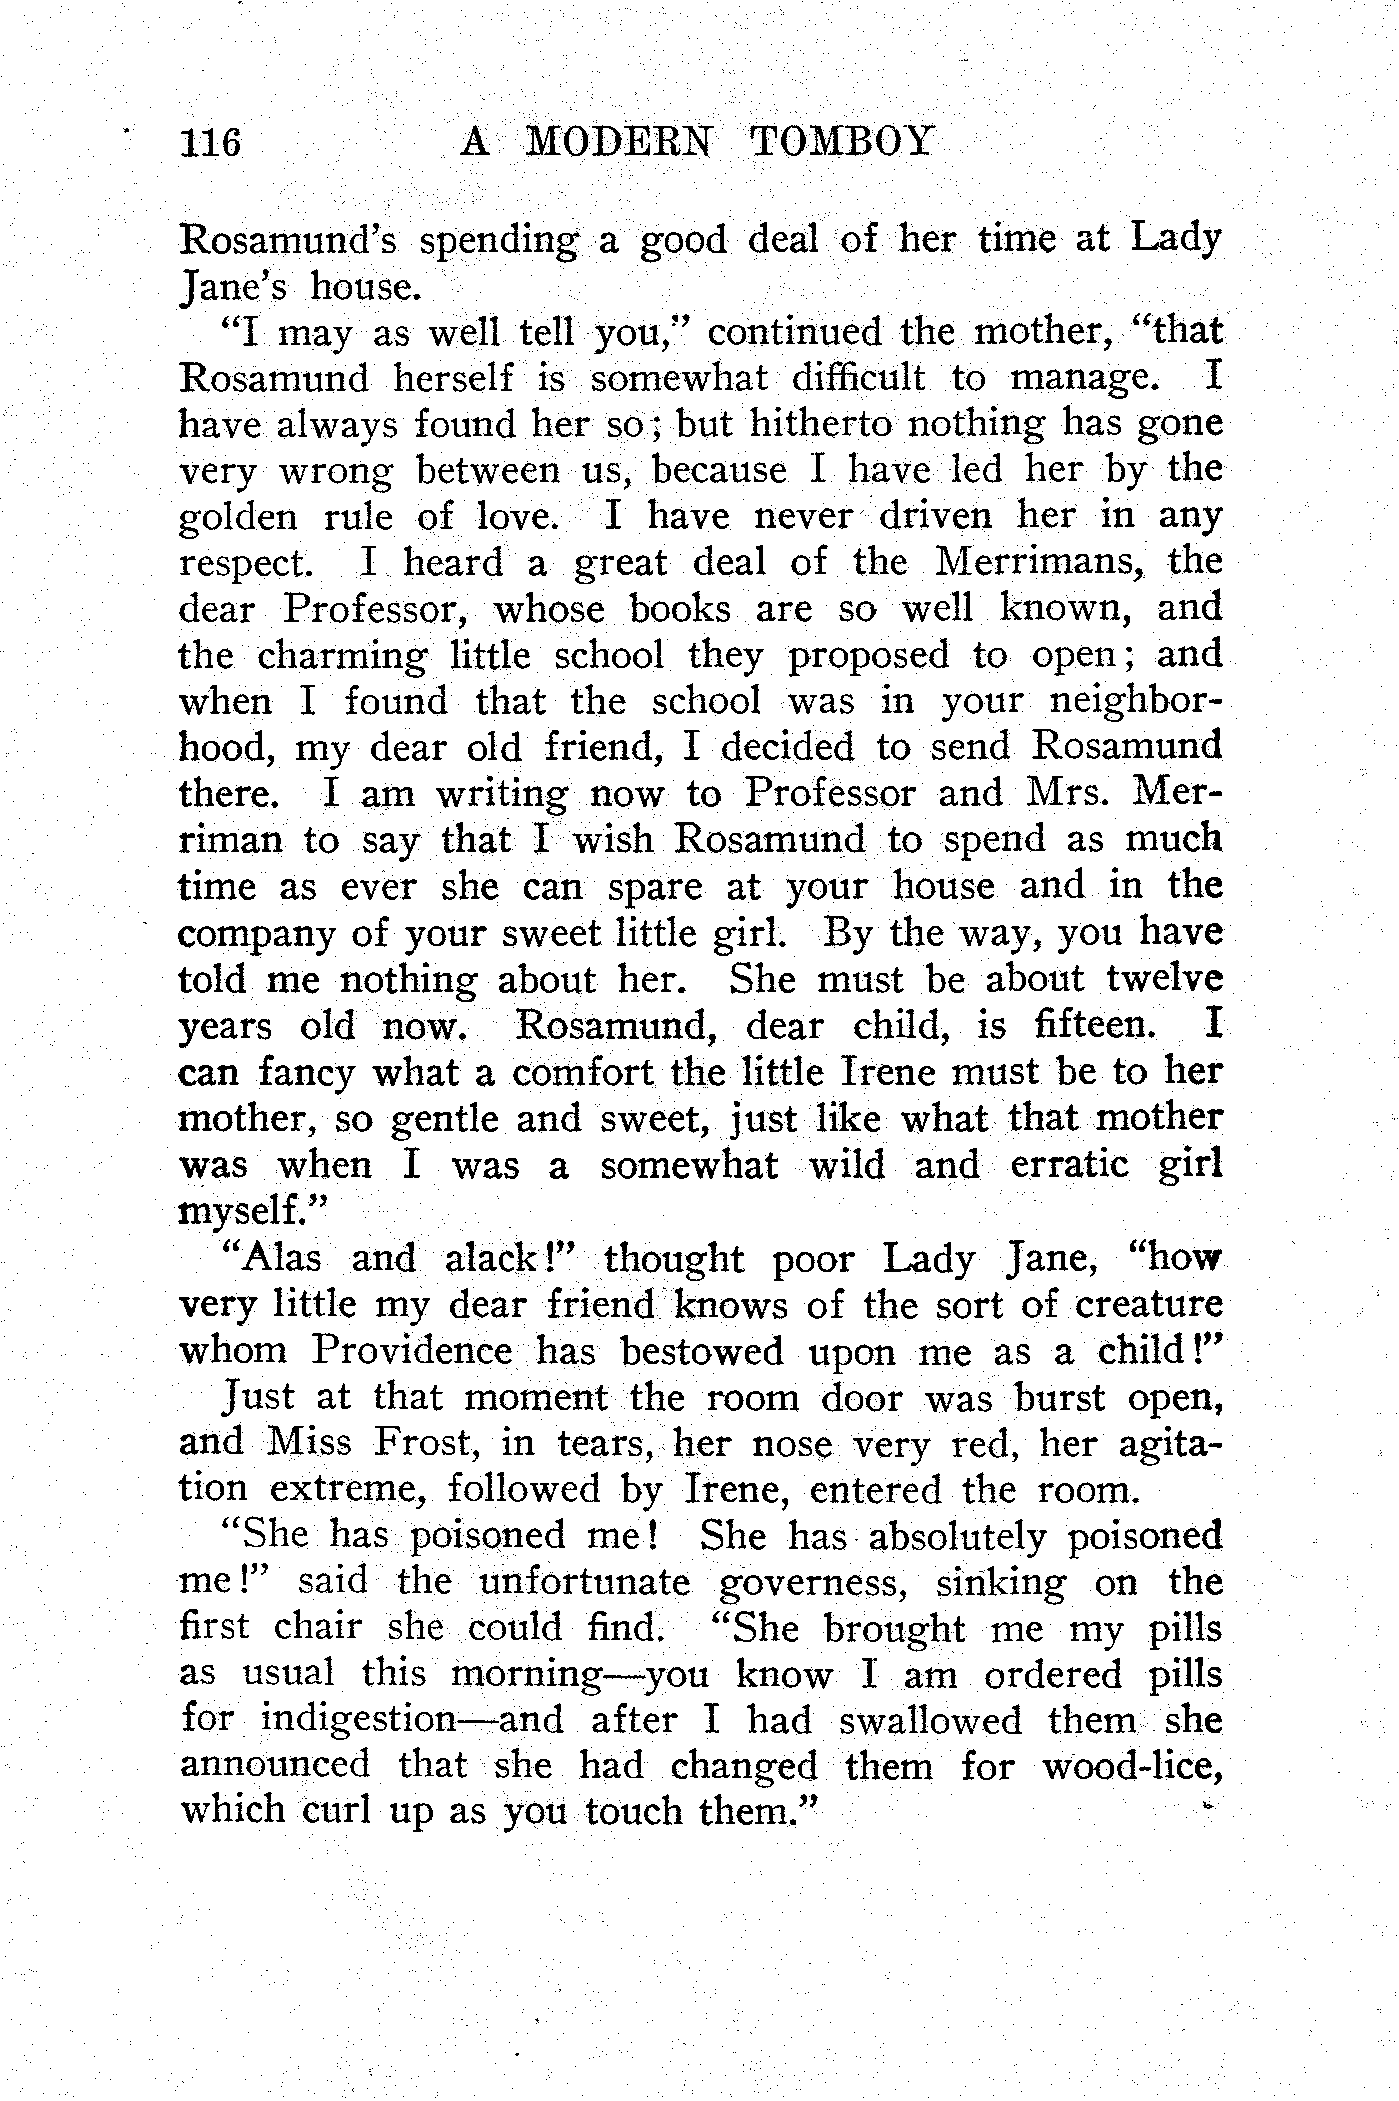 116 A MODERN TOMBOY
Rosamund's spending a good deal of her time at Lady
Jane's house.
"I may as well tell you," continued the mother, "that
Rosamund herself is somewhat difficult to manage. I
have always found her so; but hitherto nothing has gone
very wrong between us, because I have led her by the
golden rule of love. I have never driven her in any
respect. I heard a great deal of the Merrimans, the
dear Professor, whose books are so well known, and
the charming little school they proposed to open; and
when I found that the school was in your neighbor-
hood, my dear old friend, I decided to send Rosamund
there. I am writing now to Professor and Mrs. Mer-
riman to say that I wish Rosamund to spend as much
time as ever she can spare at your house and in the
company of your sweet little girl. By the way, you have
told me nothing about her. She must be about twelve
years old now. Rosamund, dear child, is fifteen. I
can fancy what a comfort the little Irene must be to her
mother, so gentle and sweet, just like what that mother
was when I was a somewhat wild and erratic girl
myself."
"Alas and alack!" thought poor Lady Jane, "how
very little my dear friend knows of the sort of creature
whom Providence has bestowed upon me as a child!"
Just at that moment the room door was burst open,
and Miss Frost, in tears, her nose very red, her agita-
tion extreme, followed by Irene, entered the room.
"She has poisoned me! She has absolutely poisoned
me!" said the unfortunate governess, sinking on the
first chair she could find. "She brought me my pills
as usual this morning—you know I am ordered pills
for indigestion—and after I had swallowed them she
announced that she had changed them for wood-lice,
which curl up as you touch them."